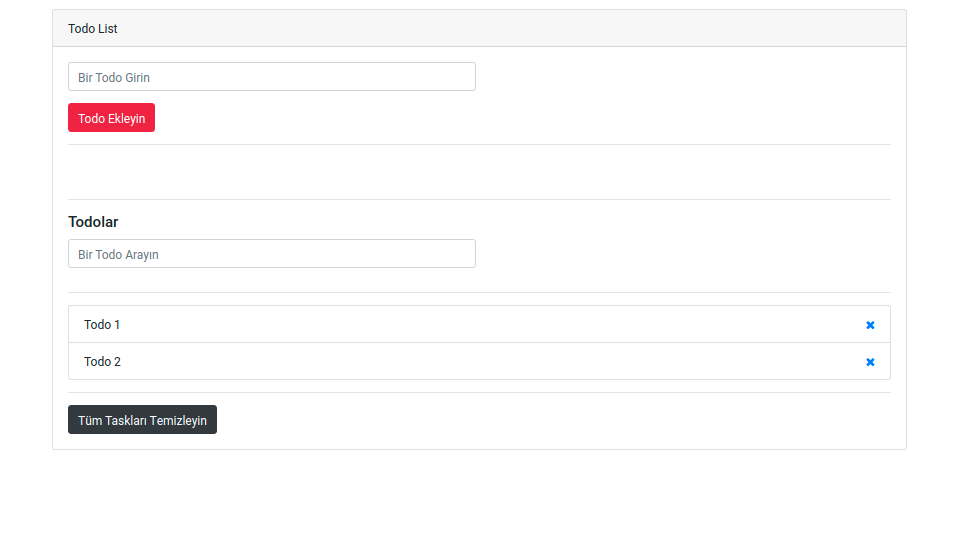 Todo List
Bir Todo Girin
Todo Ekleyin
Todolar
Bir Todo Arayın
Todo 1
Todo 2
Tüm Taskları Temizleyin